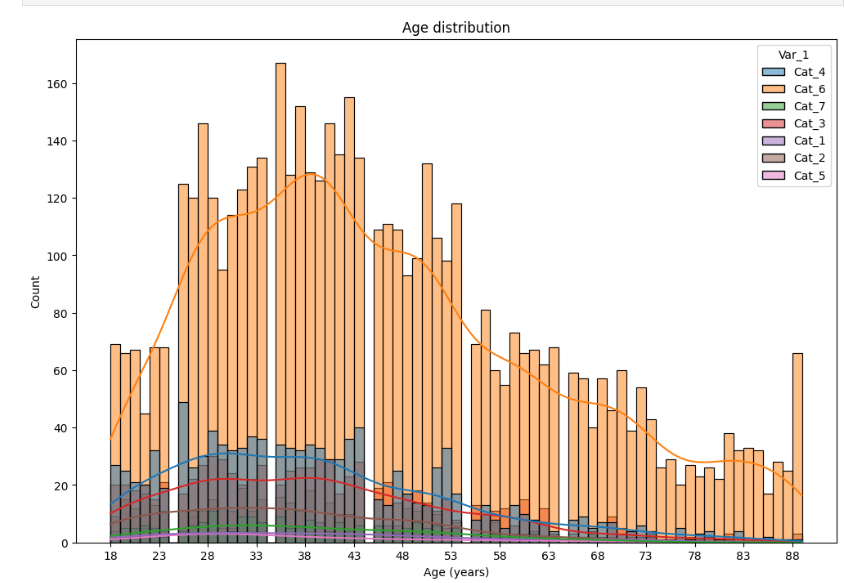 Age distribution
Var_1
Cat_4
Cat_6
Cat_7
Cat_3
Cat_1
Cat_2
Cat_5
160
140
120
100
80
60
40
20
0
Count
18 23 28 33 38 43 48 53 58 63 68 73 78 83 88
Age (years)